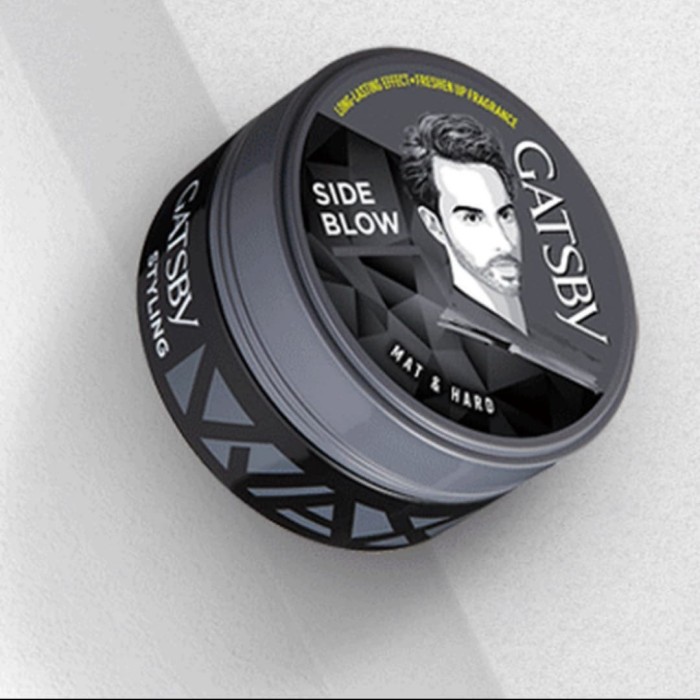 LONG-LASTING EFFECT•FRESHEN UP FRAGRANCE
SIDE
BLOW
GATSBY
MAT & HARD
GATSBY
STYLING